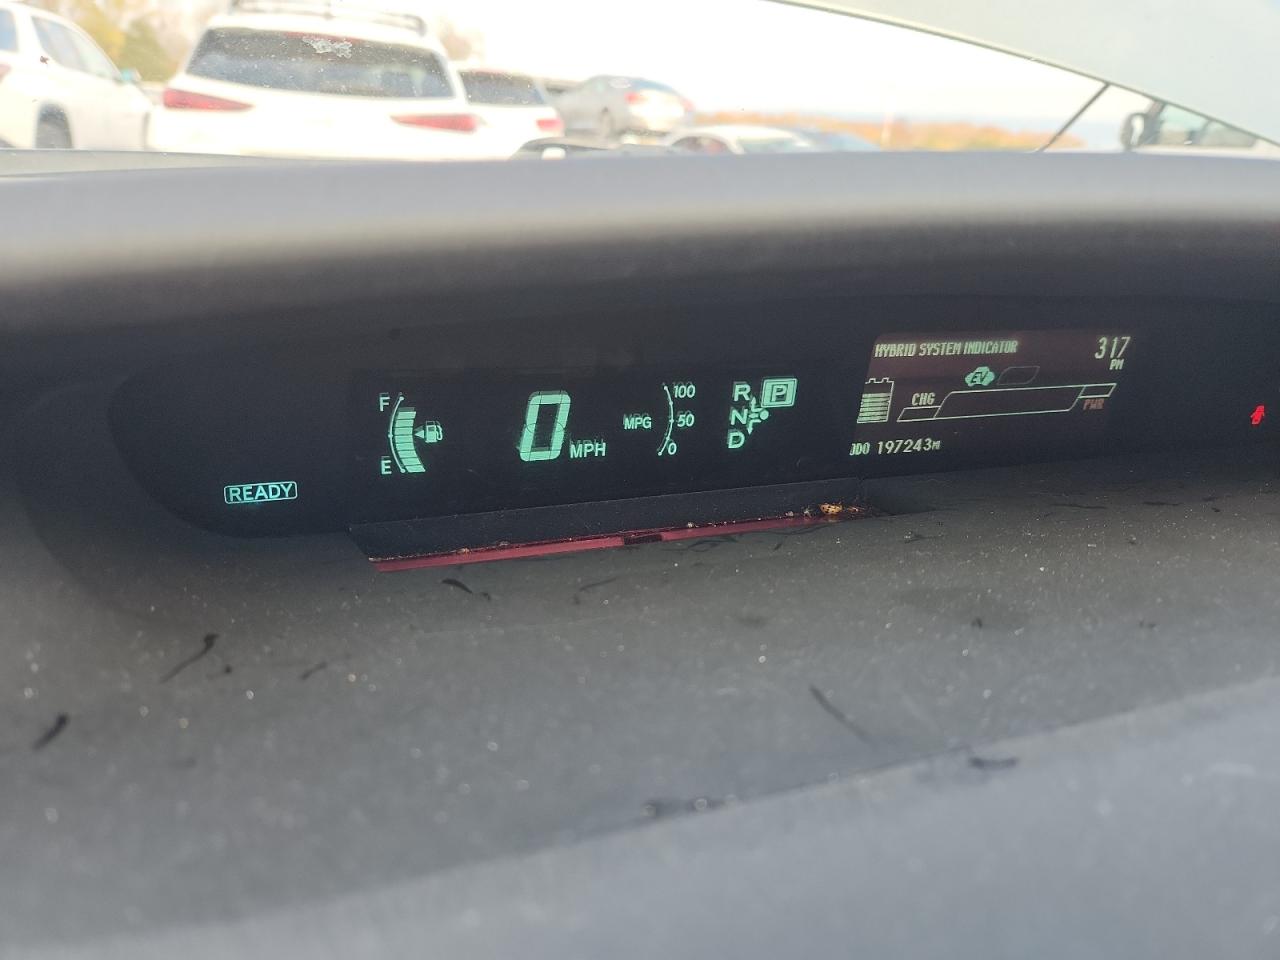 HYBRID SYSTEM INDICATOR
317
PM
EV
CHG
PWR
ODO 197243MI
F
E
0 MPH
MPG
100
50
0
R
N
D
P
READY